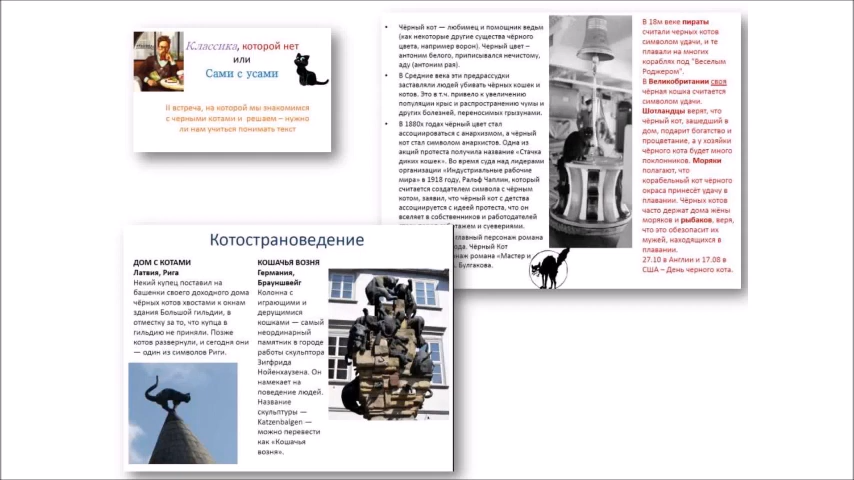 Классика, которой нет
или
Сами с усами
II встреча, на которой мы знакомимся
с черными котами и решаем – нужно
ли нам учиться понимать текст
• Чёрный кот — любимец и помощник ведьм
(как некоторые другие существа чёрного
цвета, например ворон). Черный цвет –
антоним белого, приписывался нечистому,
аду (антоним рая).
• В Средние века эти предрассудки
заставляли людей убивать чёрных кошек и
котов. Это в т.ч. привело к увеличению
популяции крыс и распространению чумы и
других болезней, переносимых грызунами.
• В 1880х годах чёрный цвет стал
ассоциироваться с анархизмом, а чёрный
кот стал символом анархистов. Одна из
акций протеста получила название «Стачка
диких кошек». Во время суда над лидерами
организации «Индустриальные рабочие
мира» в 1918 году, Ральф Чаплин, который
считается создателем символа с чёрным
котом, заявил, что чёрный кот с детства
ассоциируется с идеей протеста, что он
вселяет в собственников и работодателей
суевериями.
главный персонаж романа
Чёрный Кот
романа «Мастер и
Булгакова.
В 18м веке пираты
считали черных котов
символом удачи, и те
плавали на многих
кораблях под "Веселым
Роджером".
В Великобритании своя
чёрная кошка считается
символом удачи.
Шотландцы верят, что
чёрный кот, зашедший в
дом, подарит богатство и
процветание, а у хозяйки
чёрного кота будет много
поклонников. Моряки
полагают, что
корабельный кот чёрного
окраса принесёт удачу в
плавании. Чёрных котов
часто держат дома жёны
моряков и рыбаков, веря,
что это обезопасит их
мужей, находящихся в
плавании.
27.10 в Англии и 17.08 в
США – День черного кота.
Котострановедение
ДОМ С КОТАМИ
Латвия, Рига
Некий купец поставил на
башенки своего доходного дома
чёрных котов хвостами к окнам
здания Большой гильдии, в
отместку за то, что купца в
гильдию не приняли. Позже
котов развернули, и сегодня они
— один из символов Риги.
КОШАЧЬЯ ВОЗНЯ
Германия,
Брауншвейг
Колонна с
играющими и
дерущимися
кошками — самый
неординарный
памятник в городе
работы скульптора
Зигфрида
Нойенхаузена. Он
намекает на
поведение людей.
Название
скульптуры —
Katzenbalgen —
можно перевести
как «Кошачья
возня».